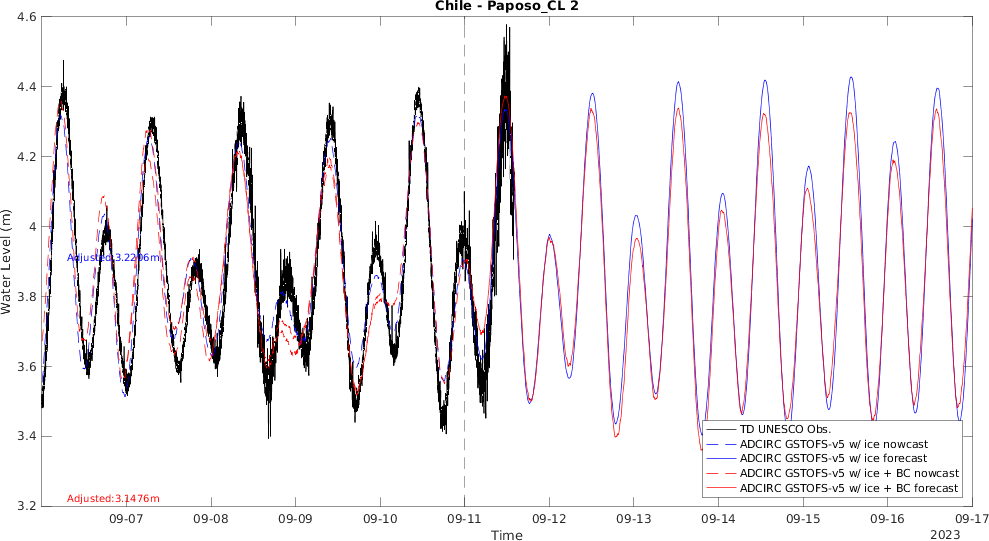 Chile - Paposo_CL 2
4.6
4.4
4.2
4
3.8
3.6
3.4
3.2
Water Level (m)
Adjusted:3.2206m
Adjusted:3.1476m
TD UNESCO Obs.
ADCIRC GSTOFS-v5 w/ ice nowcast
ADCIRC GSTOFS-v5 w/ ice forecast
ADCIRC GSTOFS-v5 w/ ice + BC nowcast
ADCIRC GSTOFS-v5 w/ ice + BC forecast
09-07 09-08 09-09 09-10 09-11 09-12 09-13 09-14 09-15 09-16 09-17
Time
2023